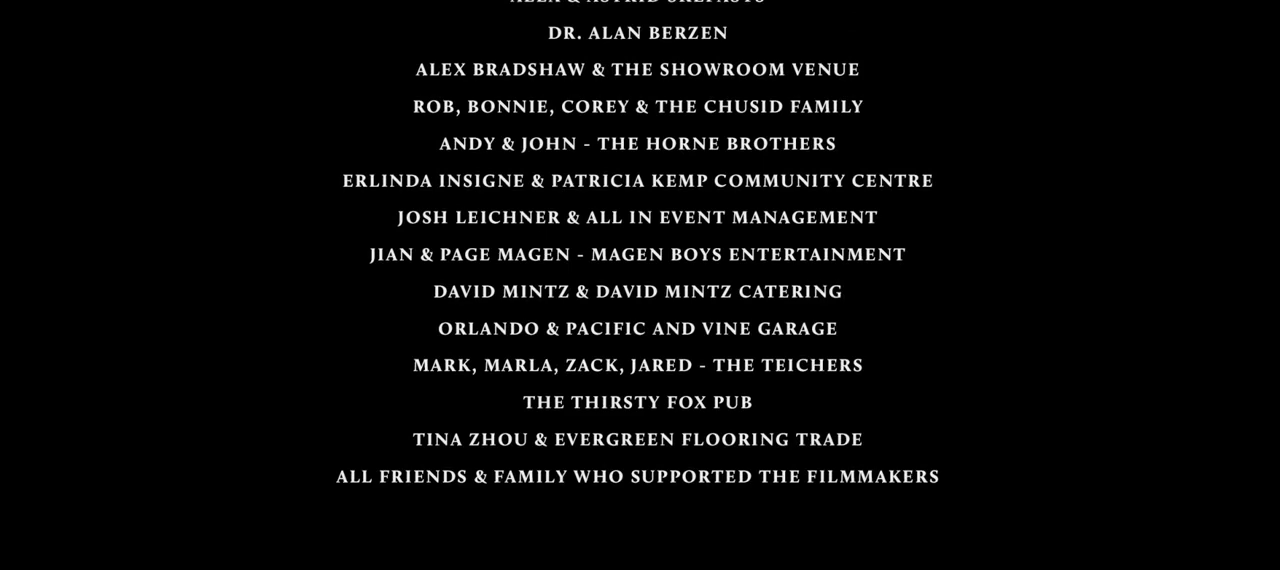 DR. ALAN BERZEN
ALEX BRADSHAW & THE SHOWROOM VENUE
ROB, BONNIE, COREY & THE CHUSID FAMILY
ANDY & JOHN - THE HORNE BROTHERS
ERLINDA INSIGNE & PATRICIA KEMP COMMUNITY CENTRE
JOSH LEICHNER & ALL IN EVENT MANAGEMENT
JIAN & PAGE MAGEN - MAGEN BOYS ENTERTAINMENT
DAVID MINTZ & DAVID MINTZ CATERING
ORLANDO & PACIFIC AND VINE GARAGE
MARK, MARLA, ZACK, JARED - THE TEICHERS
THE THIRSTY FOX PUB
TINA ZHOU & EVERGREEN FLOORING TRADE
ALL FRIENDS & FAMILY WHO SUPPORTED THE FILMMAKERS